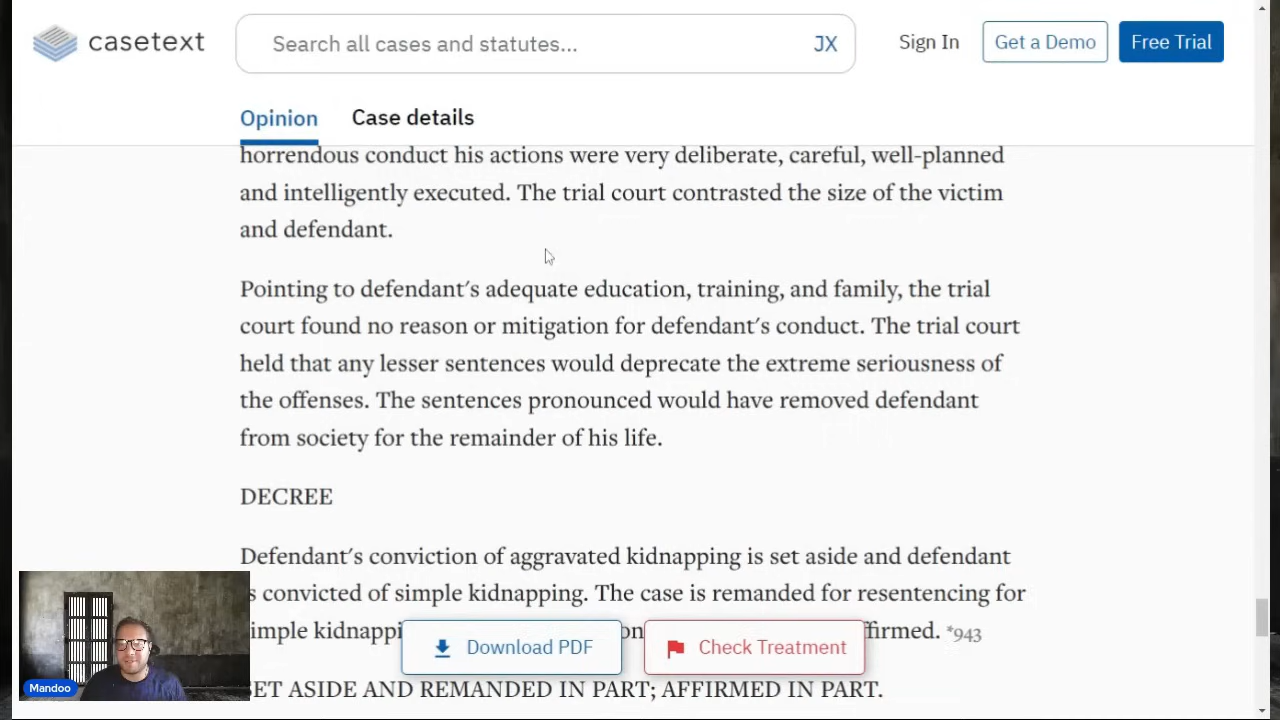 casetext
Search all cases and statutes...
JX
Sign In
Get a Demo
Free Trial
Opinion
Case details
horrendous conduct his actions were very deliberate, careful, well-planned
and intelligently executed. The trial court contrasted the size of the victim
and defendant.
Pointing to defendant's adequate education, training, and family, the trial
court found no reason or mitigation for defendant's conduct. The trial court
held that any lesser sentences would deprecate the extreme seriousness of
the offenses. The sentences pronounced would have removed defendant
from society for the remainder of his life.
DECREE
Defendant's conviction of aggravated kidnapping is set aside and defendant
convicted of simple kidnapping. The case is remanded for resentencing for
*943
Download PDF
Check Treatment
AASIDE AND REMANDED IN PART; AFFIRMED IN PART.
Mandoo